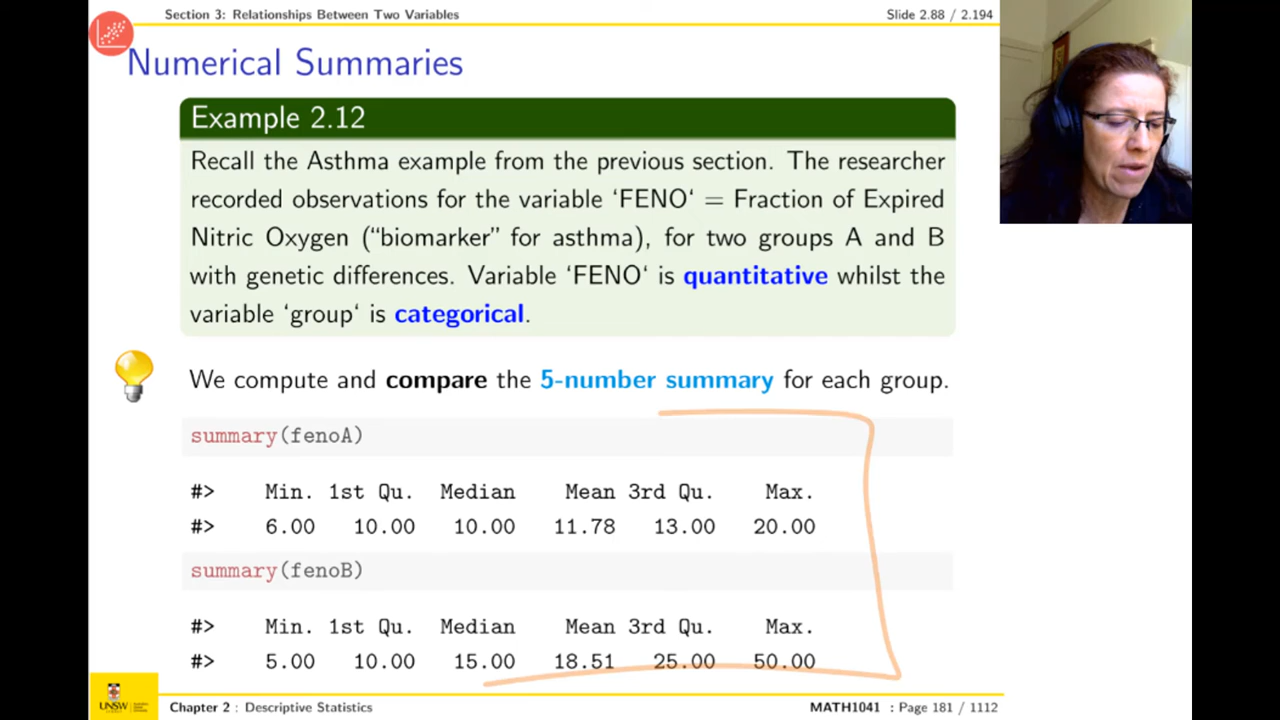 Section 3: Relationships Between Two Variables
Slide 2.88 / 2.194
Numerical Summaries
Example 2.12
Recall the Asthma example from the previous section. The researcher
recorded observations for the variable ‘FENO‘ = Fraction of Expired
Nitric Oxygen (“biomarker” for asthma), for two groups A and B
with genetic differences. Variable ‘FENO‘ is quantitative whilst the
variable ‘group‘ is categorical.
We compute and compare the 5-number summary for each group.
summary(fenoA)
#> Min. 1st Qu. Median Mean 3rd Qu. Max.
#> 6.00 10.00 10.00 11.78 13.00 20.00
summary(fenoB)
#> Min. 1st Qu. Median Mean 3rd Qu. Max.
#> 5.00 10.00 15.00 18.51 25.00 50.00
UNSW
Chapter 2 : Descriptive Statistics
MATH1041 : Page 181 / 1112